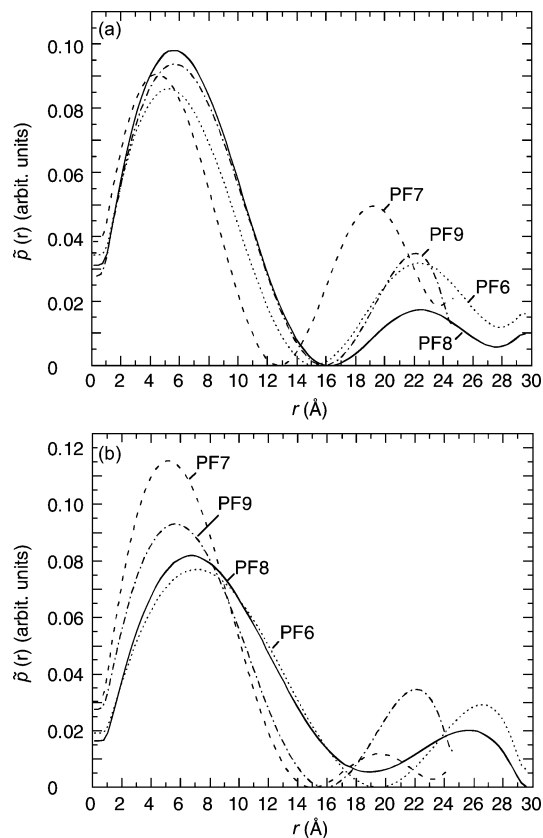 (a)
0.10
0.08
0.06
0.04
0.02
0
p̃ (r) (arbit. units)
PF7
PF9
PF6
PF8
0 2 4 6 8 10 12 14 16 18 20 22 24 26 28 30
r (Å)
(b)
0.12
0.10
0.08
0.06
0.04
0.02
0
p̃ (r) (arbit. units)
PF7
PF9
PF8
PF6
0 2 4 6 8 10 12 14 16 18 20 22 24 26 28 30
r (Å)